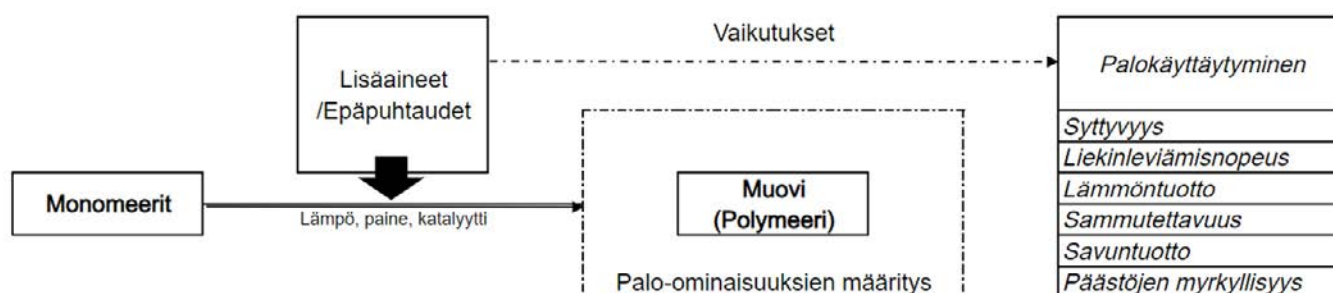 Vaikutukset
Lisäaineet
/Epäpuhtaudet
Palokäyttäytyminen
Syttyvyys
Liekinleviämisnopeus
Lämmöntuotto
Sammutettavuus
Savuntuotto
Päästöjen myrkyllisyys
Monomeerit
Lämpö, paine, katalyytti
Muovi
(Polymeeri)
Palo-ominaisuuksien määritys